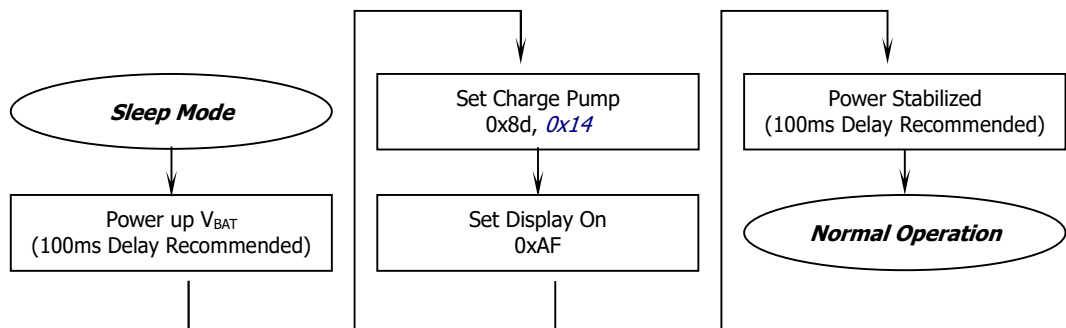 Sleep Mode
Power up VBAT
(100ms Delay Recommended)
Set Charge Pump
0x8d, 0x14
Set Display On
0xAF
Power Stabilized
(100ms Delay Recommended)
Normal Operation